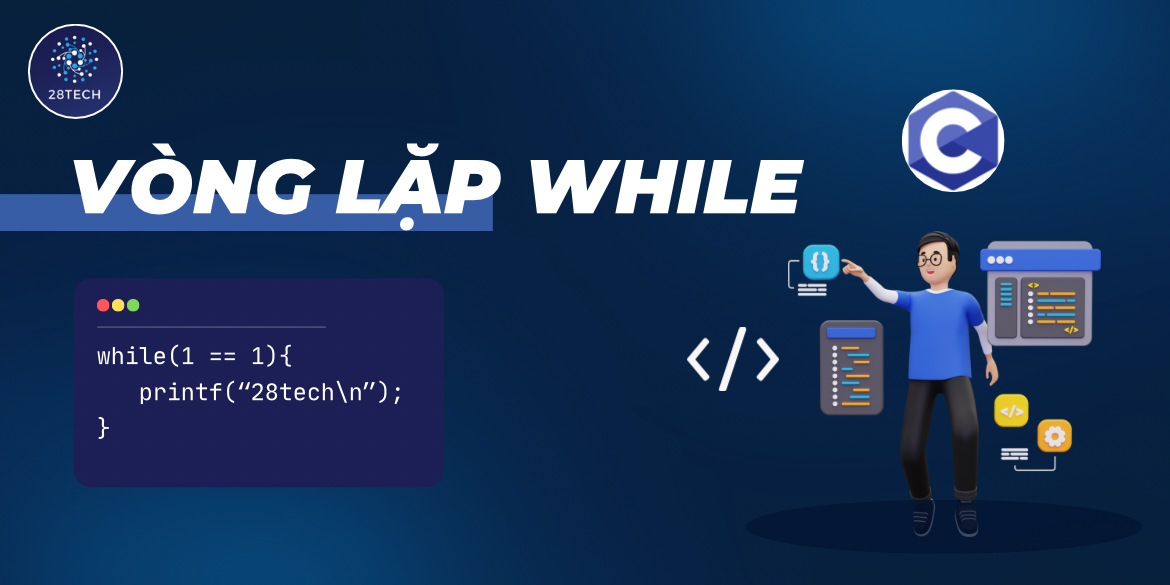 28TECH
VÒNG LẶP WHILE
while(1 == 1){
printf(“28tech\n”);
}
C
</>
{}
<>
</>
</>